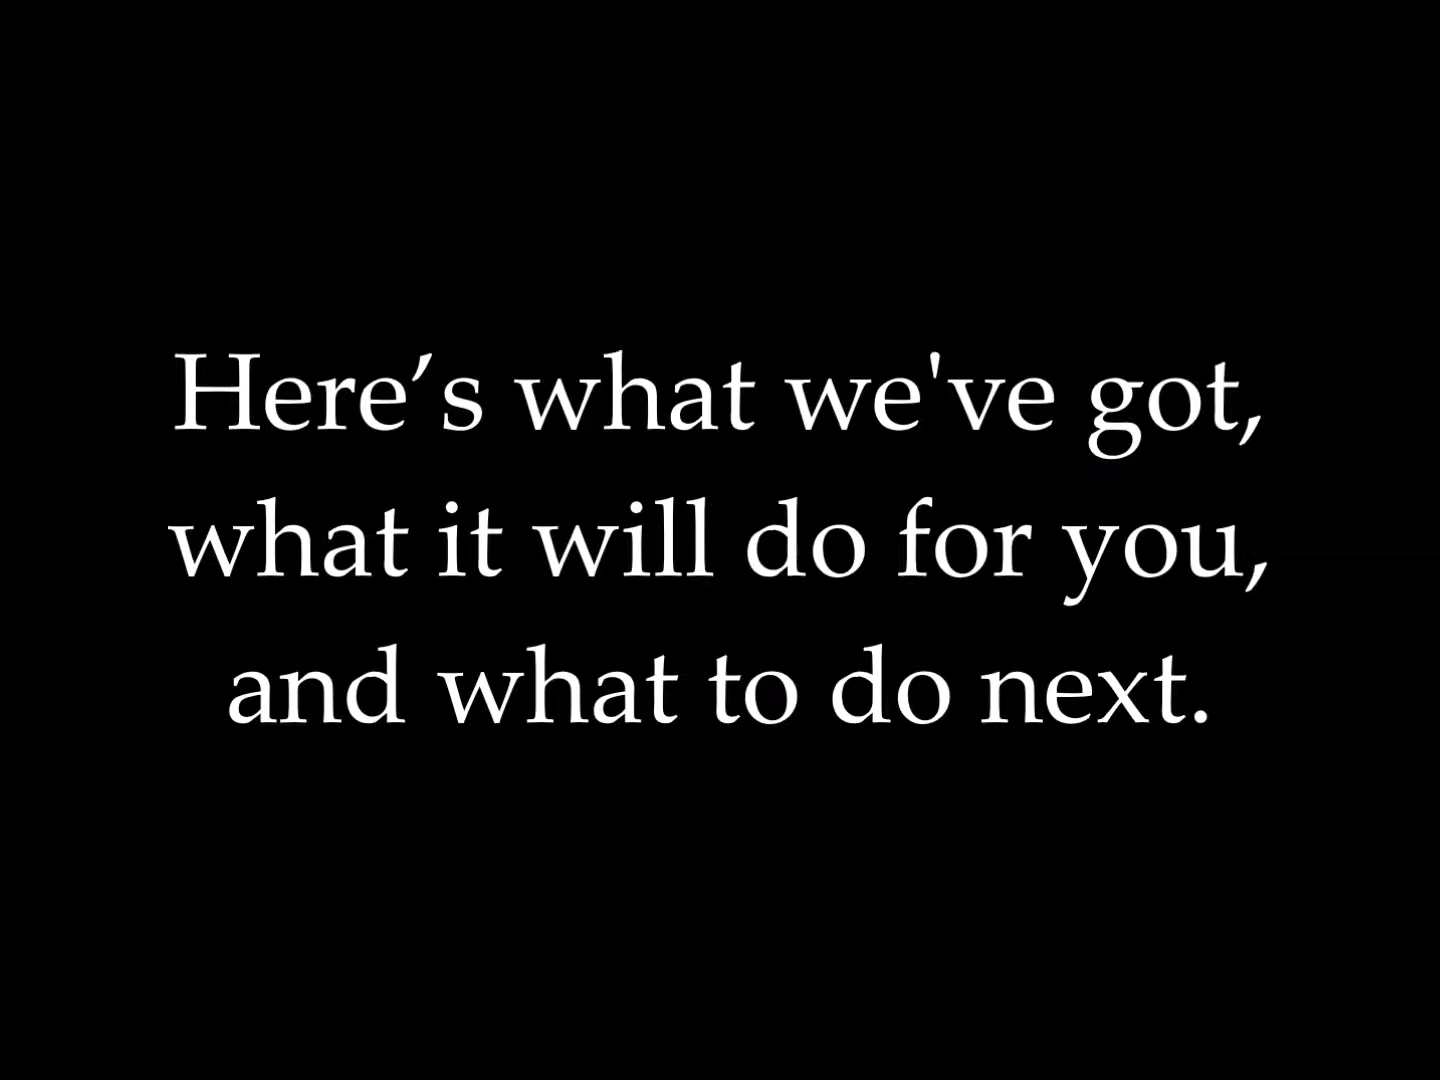 Here’s what we've got,
what it will do for you,
and what to do next.